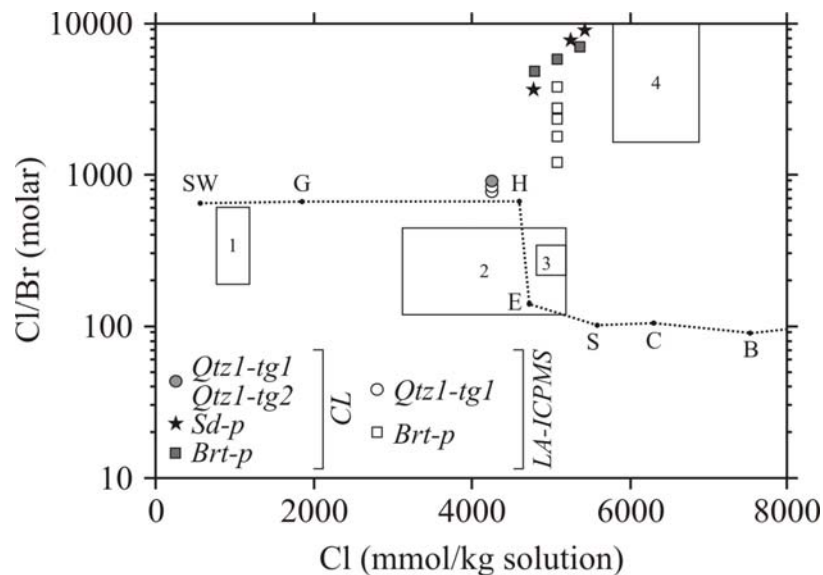 10000
1000
100
10
Cl/Br (molar)
SW
G
H
E
S
C
B
1
2
3
4
Qtz1-tg1
Qtz1-tg2
Sd-p
Brt-p
CL
Qtz1-tg1
Brt-p
LA-ICPMS
0 2000 4000 6000 8000
Cl (mmol/kg solution)